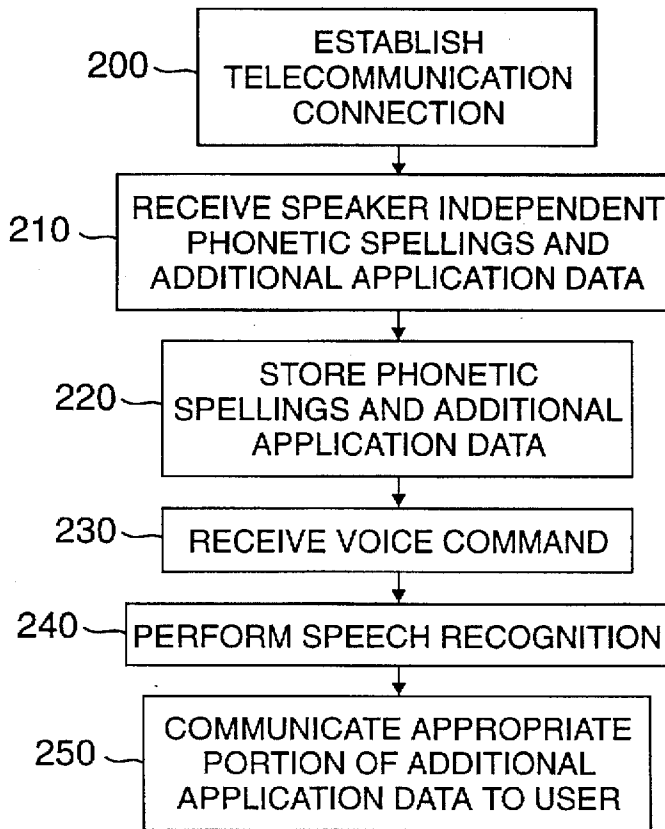 200
ESTABLISH
TELECOMMUNICATION
CONNECTION
210
RECEIVE SPEAKER INDEPENDENT
PHONETIC SPELLINGS AND
ADDITIONAL APPLICATION DATA
220
STORE PHONETIC
SPELLINGS AND ADDITIONAL
APPLICATION DATA
230
RECEIVE VOICE COMMAND
240
PERFORM SPEECH RECOGNITION
250
COMMUNICATE APPROPRIATE
PORTION OF ADDITIONAL
APPLICATION DATA TO USER